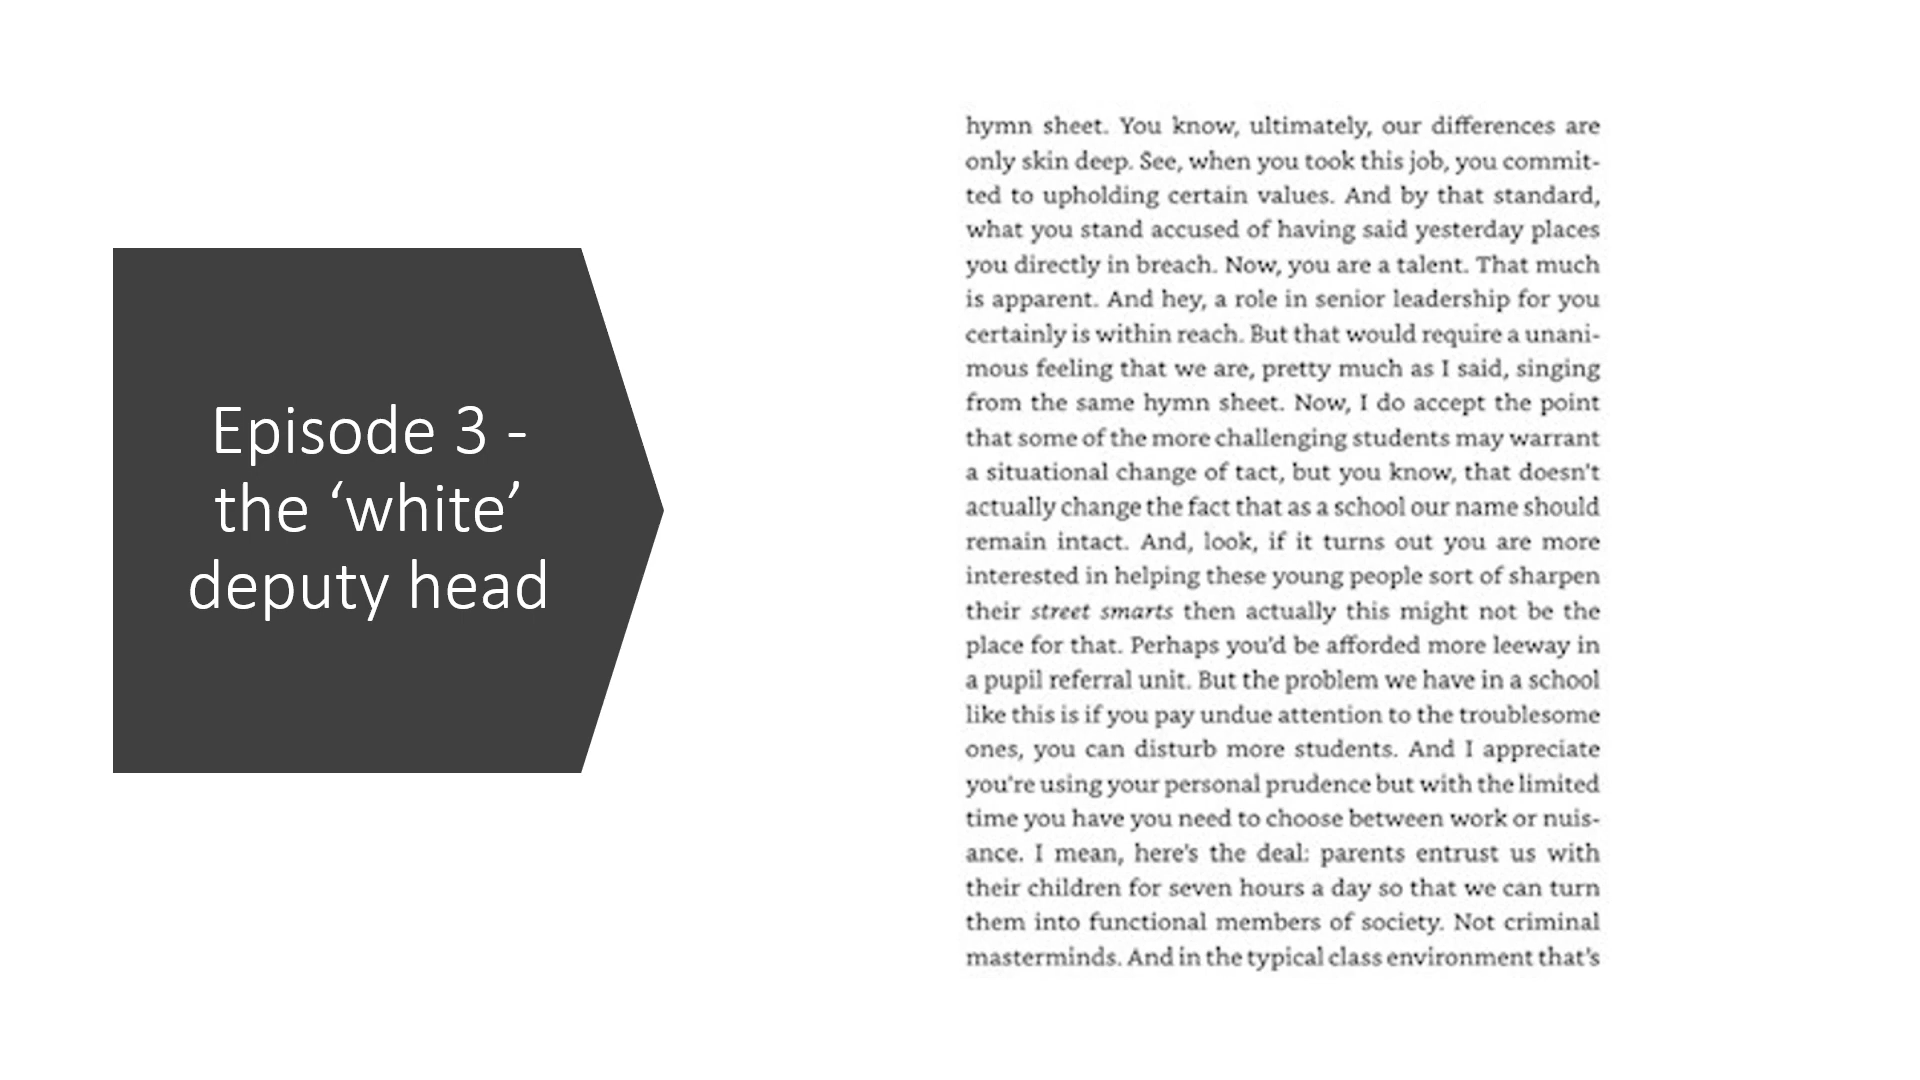 Episode 3 -
the ‘white’
deputy head
hymn sheet. You know, ultimately, our differences are
only skin deep. See, when you took this job, you commit-
ted to upholding certain values. And by that standard,
what you stand accused of having said yesterday places
you directly in breach. Now, you are a talent. That much
is apparent. And hey, a role in senior leadership for you
certainly is within reach. But that would require a unani-
mous feeling that we are, pretty much as I said, singing
from the same hymn sheet. Now, I do accept the point
that some of the more challenging students may warrant
a situational change of tact, but you know, that doesn't
actually change the fact that as a school our name should
remain intact. And, look, if it turns out you are more
interested in helping these young people sort of sharpen
their street smarts then actually this might not be the
place for that. Perhaps you'd be afforded more leeway in
a pupil referral unit. But the problem we have in a school
like this is if you pay undue attention to the troublesome
ones, you can disturb more students. And I appreciate
you're using your personal prudence but with the limited
time you have you need to choose between work or nuis-
ance. I mean, here's the deal: parents entrust us with
their children for seven hours a day so that we can turn
them into functional members of society. Not criminal
masterminds. And in the typical class environment that's